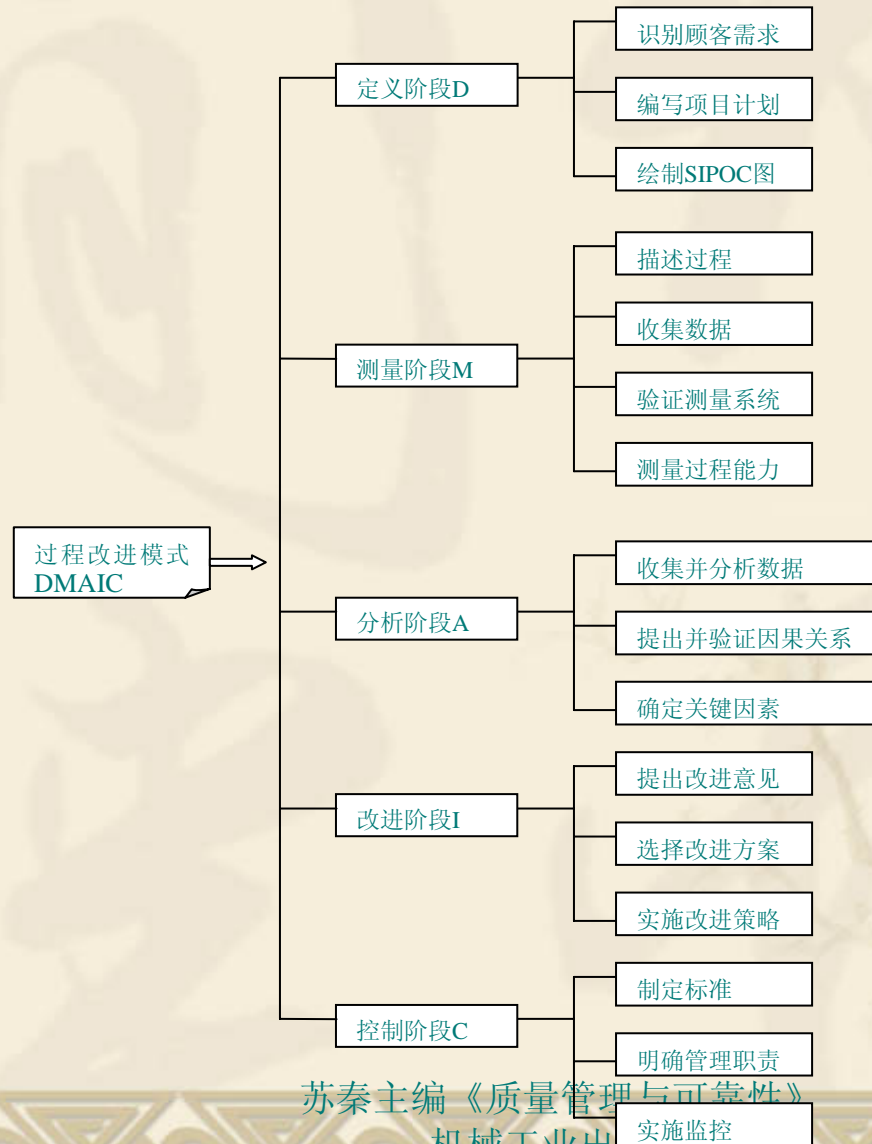 过程改进模式
DMAIC
定义阶段D
识别顾客需求
编写项目计划
绘制SIPOC图
测量阶段M
描述过程
收集数据
验证测量系统
测量过程能力
分析阶段A
收集并分析数据
提出并验证因果关系
确定关键因素
改进阶段I
提出改进意见
选择改进方案
实施改进策略
控制阶段C
制定标准
明确管理职责
实施监控
苏秦主编《质量管理与可靠性》
机械工业出